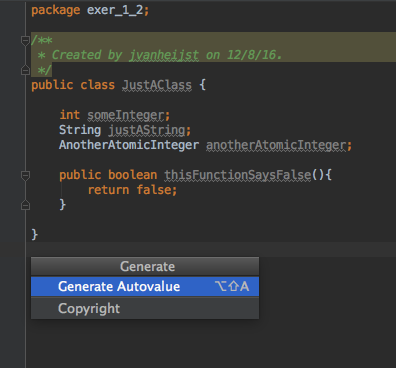 package exer_1_2;
/**
 * Created by jvanheijst on 12/8/16.
 */
public class JustAClass {
    int someInteger;
    String justAString;
    AnotherAtomicInteger anotherAtomicInteger;
    public boolean thisFunctionSaysFalse(){
        return false;
    }
}
Generate
Generate Autovalue ⌥⇧A
Copyright